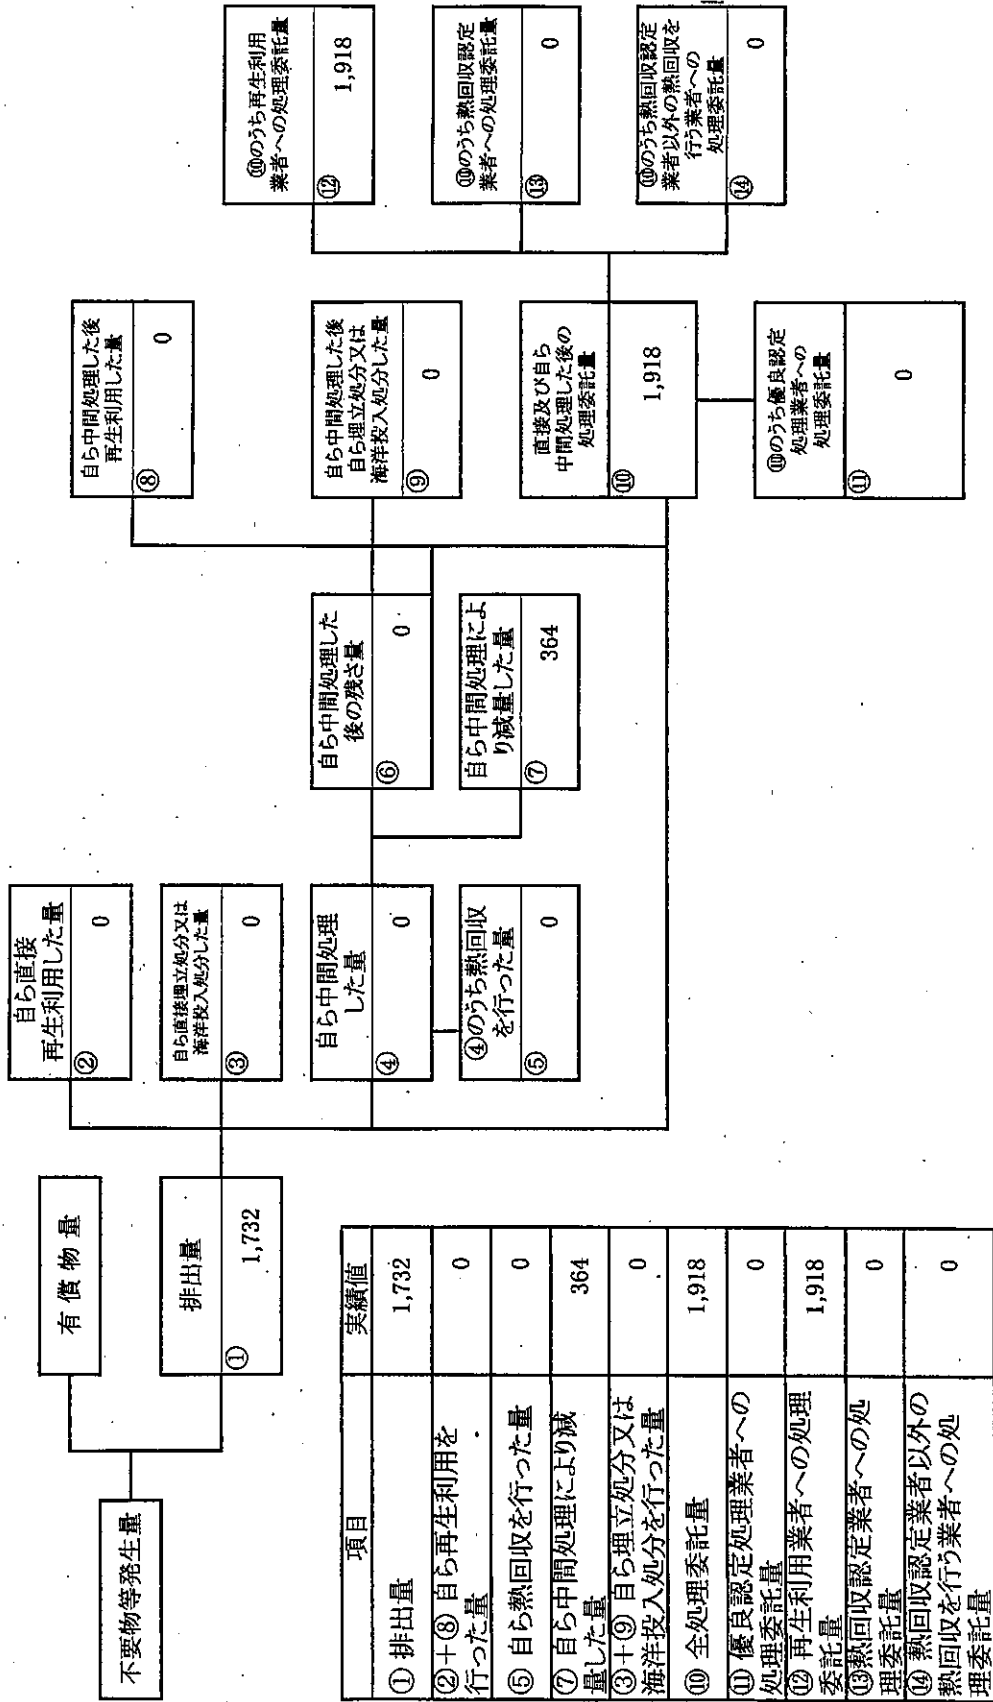 不要物等発生量
有償物量
排出量
①
1,732
自ら直接
再生利用した量
②
0
自ら直接埋立処分又は
海洋投入処分した量
③
0
自ら中間処理
した量
④
0
④のうち熱回収
を行った量
⑤
0
自ら中間処理した
後の残さ量
⑥
0
自ら中間処理によ
り減量した量
⑦
364
自ら中間処理した後
再生利用した量
⑧
0
自ら中間処理した後
自ら埋立処分又は
海洋投入処分した量
⑨
0
直接及び自ら
中間処理した後の
処理委託量
⑩
1,918
⑩のうち優良認定
処理業者への
処理委託量
⑪
0
⑩のうち再生利用
業者への処理委託量
⑫
1,918
⑩のうち熱回収認定
業者への処理委託量
⑬
0
⑩のうち熱回収認定
業者以外の熱回収を
行う業者への
処理委託量
⑭
0
項目 実績値
①排出量 1,732
②+⑧自ら再生利用を
行った量 0
⑤自ら熱回収を行った量 0
⑦自ら中間処理により減
量した量 364
③+⑨自ら埋立処分又は
海洋投入処分を行った量 0
⑩全処理委託量 1,918
⑪優良認定処理業者への
処理委託量 0
⑫再生利用業者への処理
委託量 1,918
⑬熱回収認定業者への処
理委託量 0
⑭熱回収認定業者以外の
熱回収を行う業者への処
理委託量 0